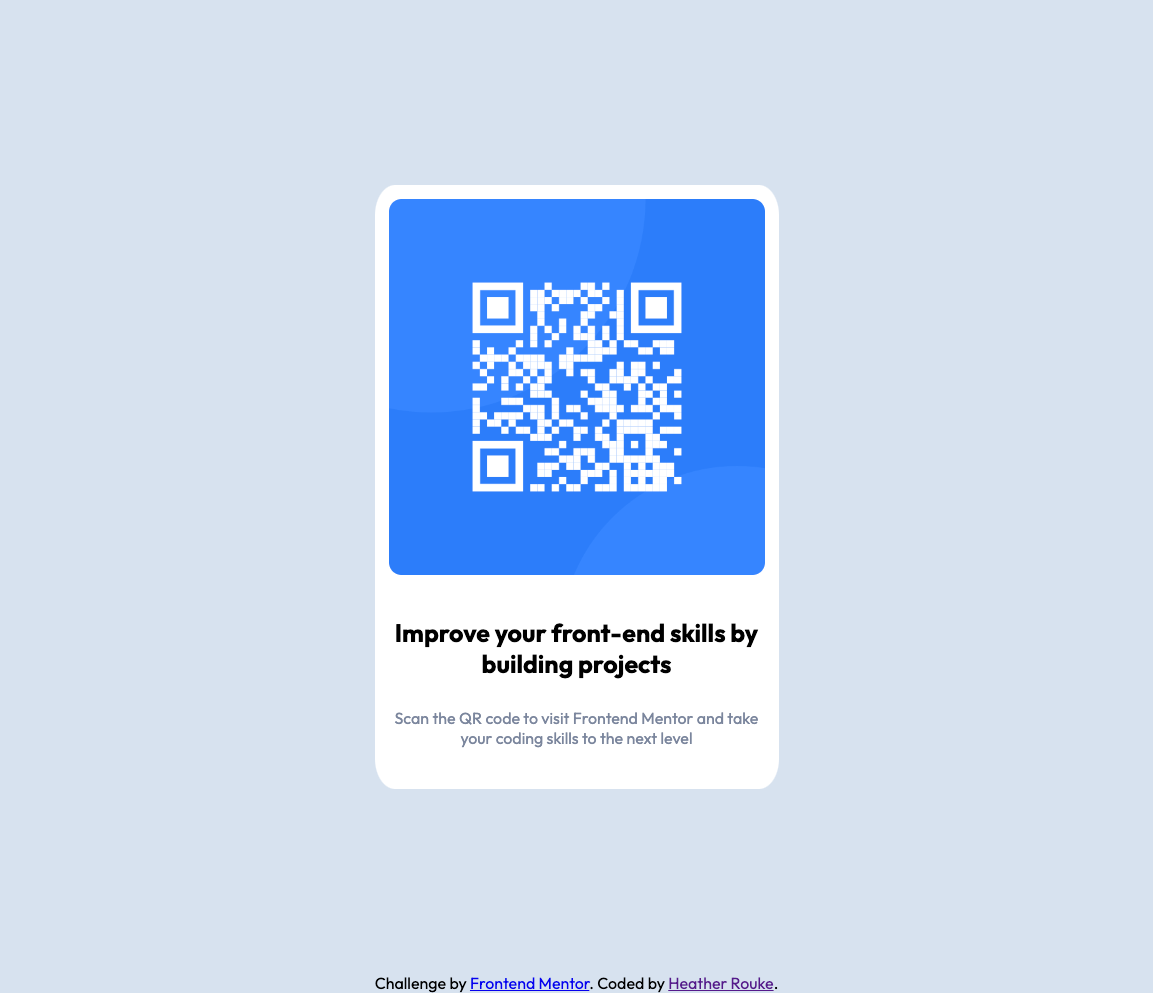 Improve your front-end skills by
building projects
Scan the QR code to visit Frontend Mentor and take
your coding skills to the next level
Challenge by Frontend Mentor. Coded by Heather Rouke.